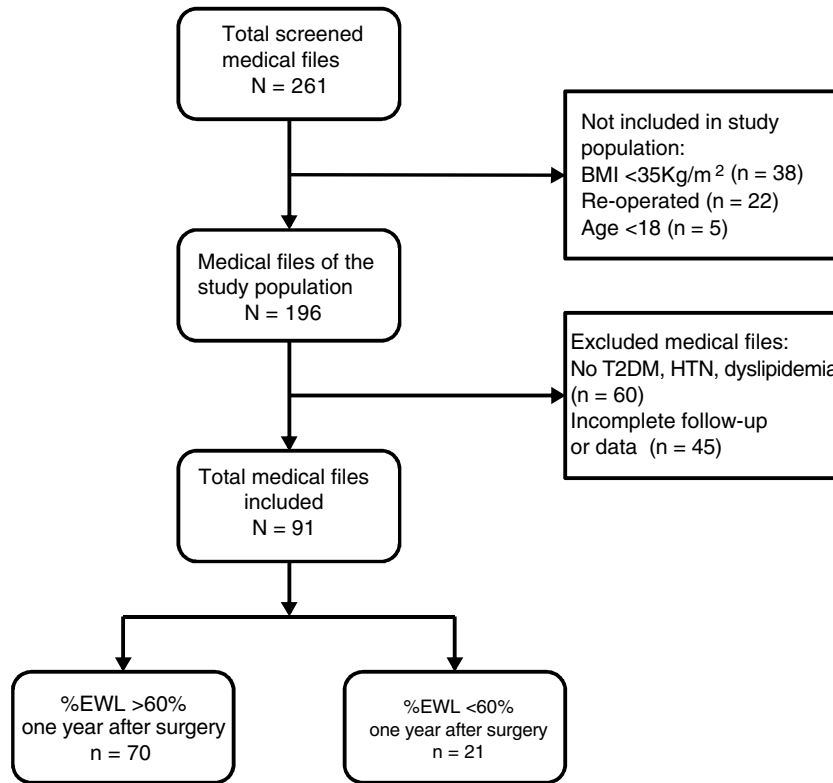 Total screened
medical files
N = 261
Not included in study
population:
BMI <35Kg/m² (n = 38)
Re-operated (n = 22)
Age <18 (n = 5)
Medical files of the
study population
N = 196
Excluded medical files:
No T2DM, HTN, dyslipidemia
(n = 60)
Incomplete follow-up
or data (n = 45)
Total medical files
included
N = 91
%EWL >60%
one year after surgery
n = 70
%EWL <60%
one year after surgery
n = 21